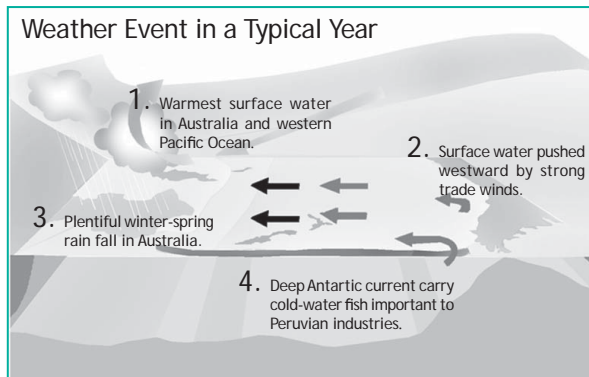 Weather Event in a Typical Year
1. Warmest surface water
in Australia and western
Pacific Ocean.
2. Surface water pushed
westward by strong
trade winds.
3. Plentiful winter-spring
rain fall in Australia.
4. Deep Antartic current carry
cold-water fish important to
Peruvian industries.